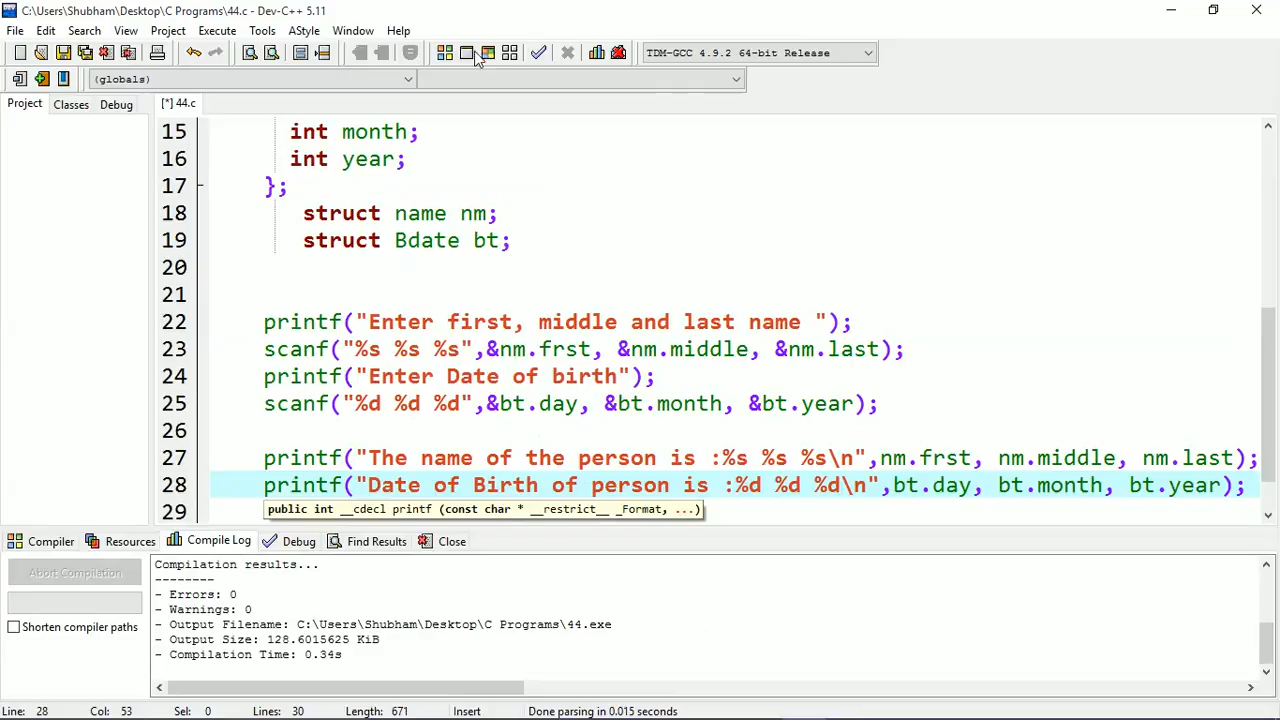 C:\Users\Shubham\Desktop\C Programs\44.c - Dev-C++ 5.11
File Edit Search View Project Execute Tools AStyle Window Help
TDM-GCC 4.9.2 64-bit Release
(globals)
Project Classes Debug [*] 44.c
15 int month;
16 int year;
17 };
18 struct name nm;
19 struct Bdate bt;
20
21
22 printf("Enter first, middle and last name ");
23 scanf("%s %s %s",&nm.frst, &nm.middle, &nm.last);
24 printf("Enter Date of birth");
25 scanf("%d %d %d",&bt.day, &bt.month, &bt.year);
26
27 printf("The name of the person is :%s %s %s\n",nm.frst, nm.middle, nm.last);
28 printf("Date of Birth of person is :%d %d %d\n",bt.day, bt.month, bt.year);
29 public int __cdecl printf (const char * __restrict__ _Format, ...)
Compiler Resources Compile Log Debug Find Results Close
Abort Compilation
Shorten compiler paths
Compilation results...
--------
- Errors: 0
- Warnings: 0
- Output Filename: C:\Users\Shubham\Desktop\C Programs\44.exe
- Output Size: 128.6015625 KiB
- Compilation Time: 0.34s
Line: 28 Col: 53 Sel: 0 Lines: 30 Length: 671 Insert Done parsing in 0.015 seconds